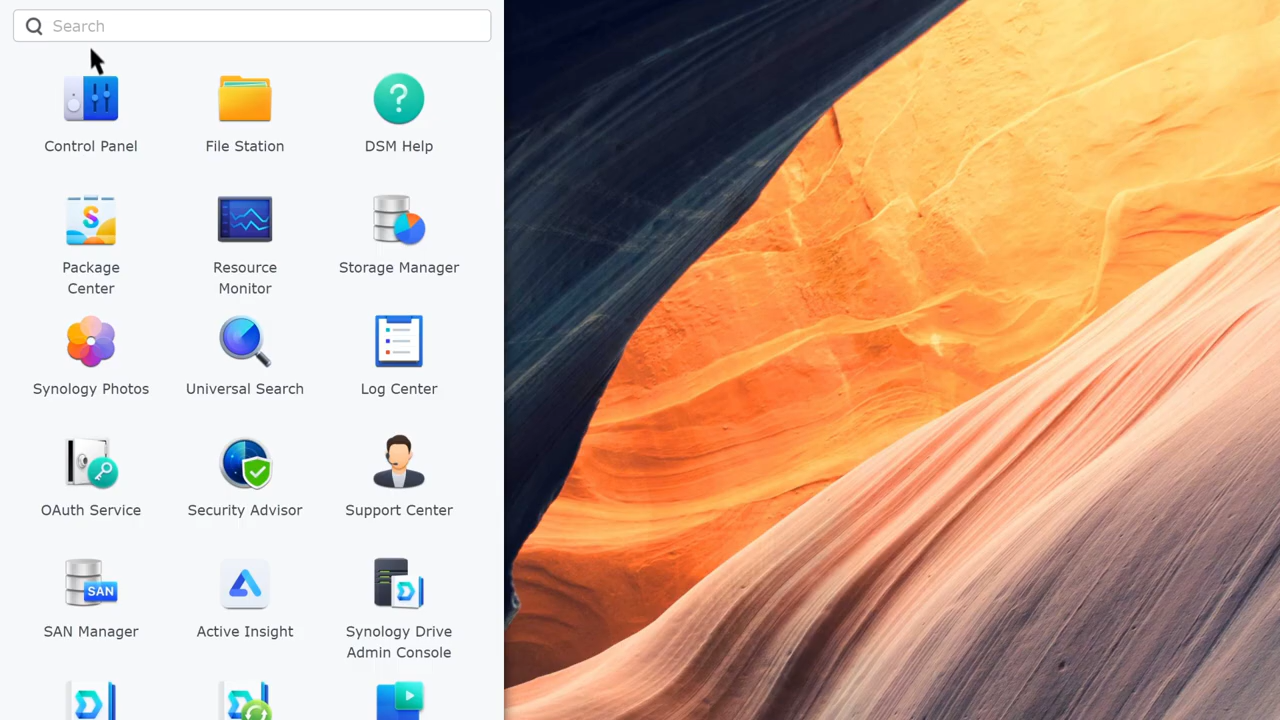 Search
Control Panel
File Station
DSM Help
Package
Center
Resource
Monitor
Storage Manager
Synology Photos
Universal Search
Log Center
OAuth Service
Security Advisor
Support Center
SAN
SAN Manager
Active Insight
Synology Drive
Admin Console